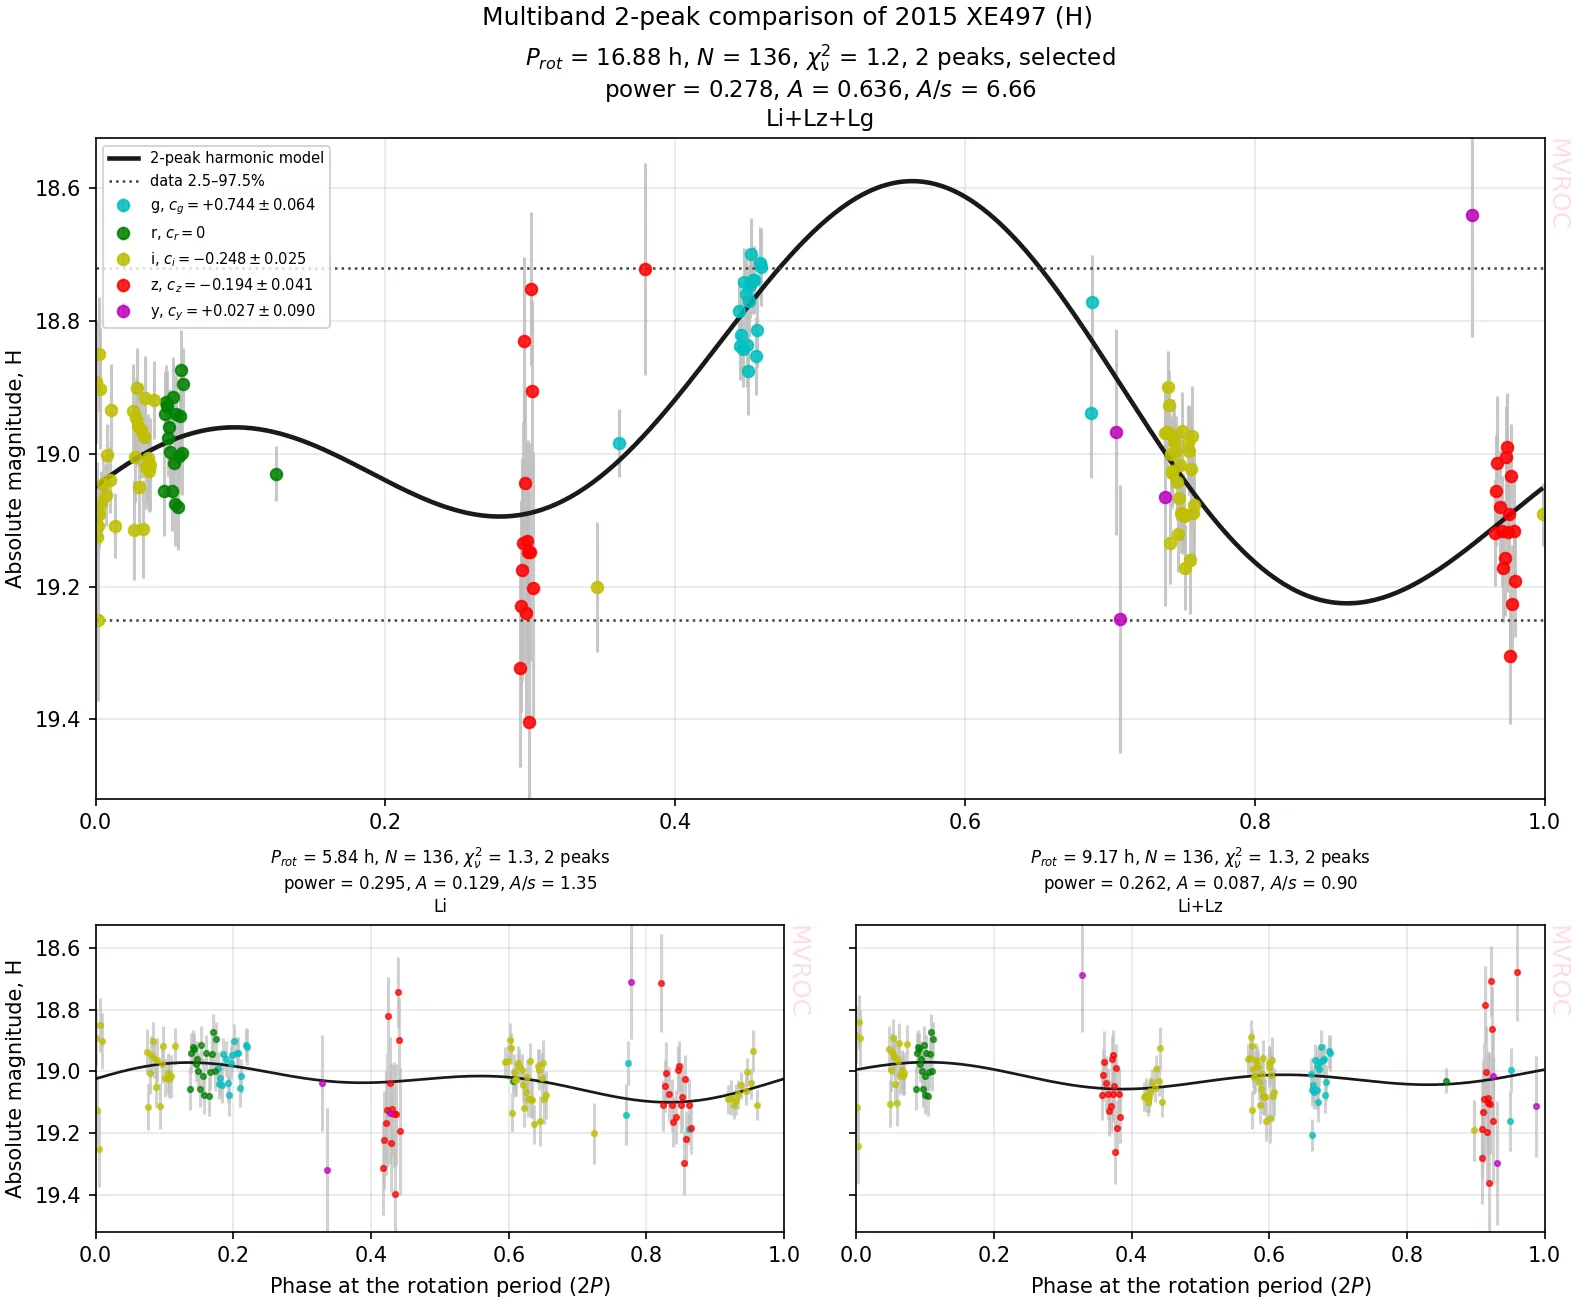 Multiband 2-peak comparison of 2015 XE497 (H)
P_rot = 16.88 h, N = 136, χ²_ν = 1.2, 2 peaks, selected
power = 0.278, A = 0.636, A/s = 6.66
Li+Lz+Lg
2-peak harmonic model
data 2.5–97.5%
g, c_g = +0.744 ± 0.064
r, c_r = 0
i, c_i = −0.248 ± 0.025
z, c_z = −0.194 ± 0.041
y, c_y = +0.027 ± 0.090
MVROC
Absolute magnitude, H
18.6
18.8
19.0
19.2
19.4
0.0 0.2 0.4 0.6 0.8 1.0
P_rot = 5.84 h, N = 136, χ²_ν = 1.3, 2 peaks
power = 0.295, A = 0.129, A/s = 1.35
Li
MVROC
Absolute magnitude, H
18.6
18.8
19.0
19.2
19.4
0.0 0.2 0.4 0.6 0.8 1.0
Phase at the rotation period (2P)
P_rot = 9.17 h, N = 136, χ²_ν = 1.3, 2 peaks
power = 0.262, A = 0.087, A/s = 0.90
Li+Lz
MVROC
0.0 0.2 0.4 0.6 0.8 1.0
Phase at the rotation period (2P)